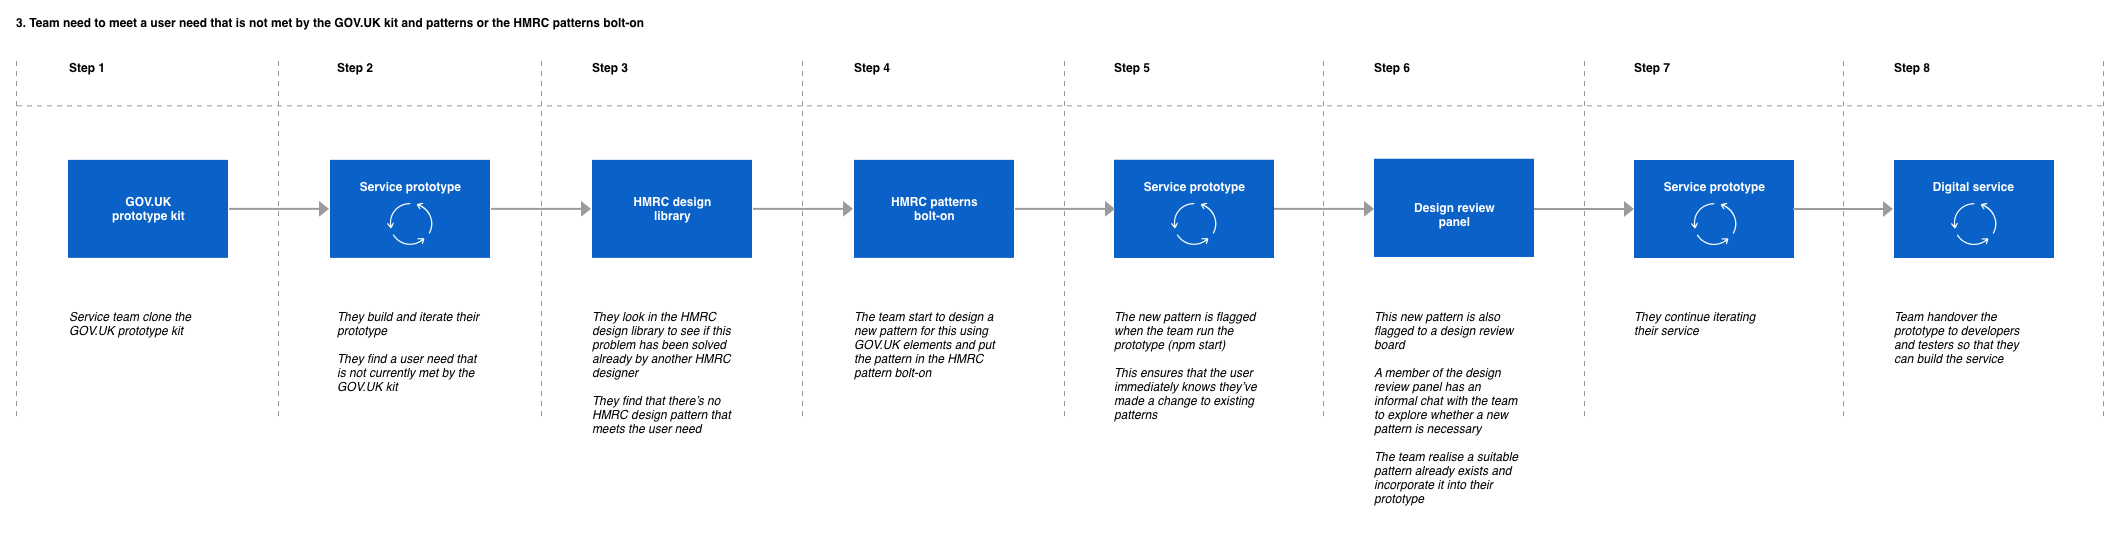 3. Team need to meet a user need that is not met by the GOV.UK kit and patterns or the HMRC patterns bolt-on
Step 1
Step 2
Step 3
Step 4
Step 5
Step 6
Step 7
Step 8
GOV.UK
prototype kit
Service prototype
HMRC design
library
HMRC patterns
bolt-on
Service prototype
Design review
panel
Service prototype
Digital service
Service team clone the
GOV.UK prototype kit
They build and iterate their
prototype
They find a user need that
is not currently met by the
GOV.UK kit
They look in the HMRC
design library to see if this
problem has been solved
already by another HMRC
designer
They find that there's no
HMRC design pattern that
meets the user need
The team start to design a
new pattern for this using
GOV.UK elements and put
the pattern in the HMRC
pattern bolt-on
The new pattern is flagged
when the team run the
prototype (npm start)
This ensures that the user
immediately knows they've
made a change to existing
patterns
This new pattern is also
flagged to a design review
board
A member of the design
review panel has an
informal chat with the team
to explore whether a new
pattern is necessary
The team realise a suitable
pattern already exists and
incorporate it into their
prototype
They continue iterating
their service
Team handover the
prototype to developers
and testers so that they
can build the service